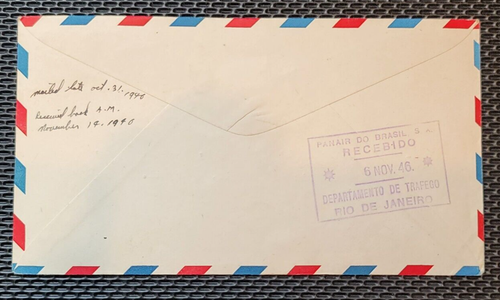 mailed late oct. 31. 1940
Received back A.M.
November 14. 1940
PANAIR DO BRASIL, S. A.
RECEBIDO
* 6 NOV. 40. *
DEPARTAMENTO DE TRAFEGO
RIO DE JANEIRO